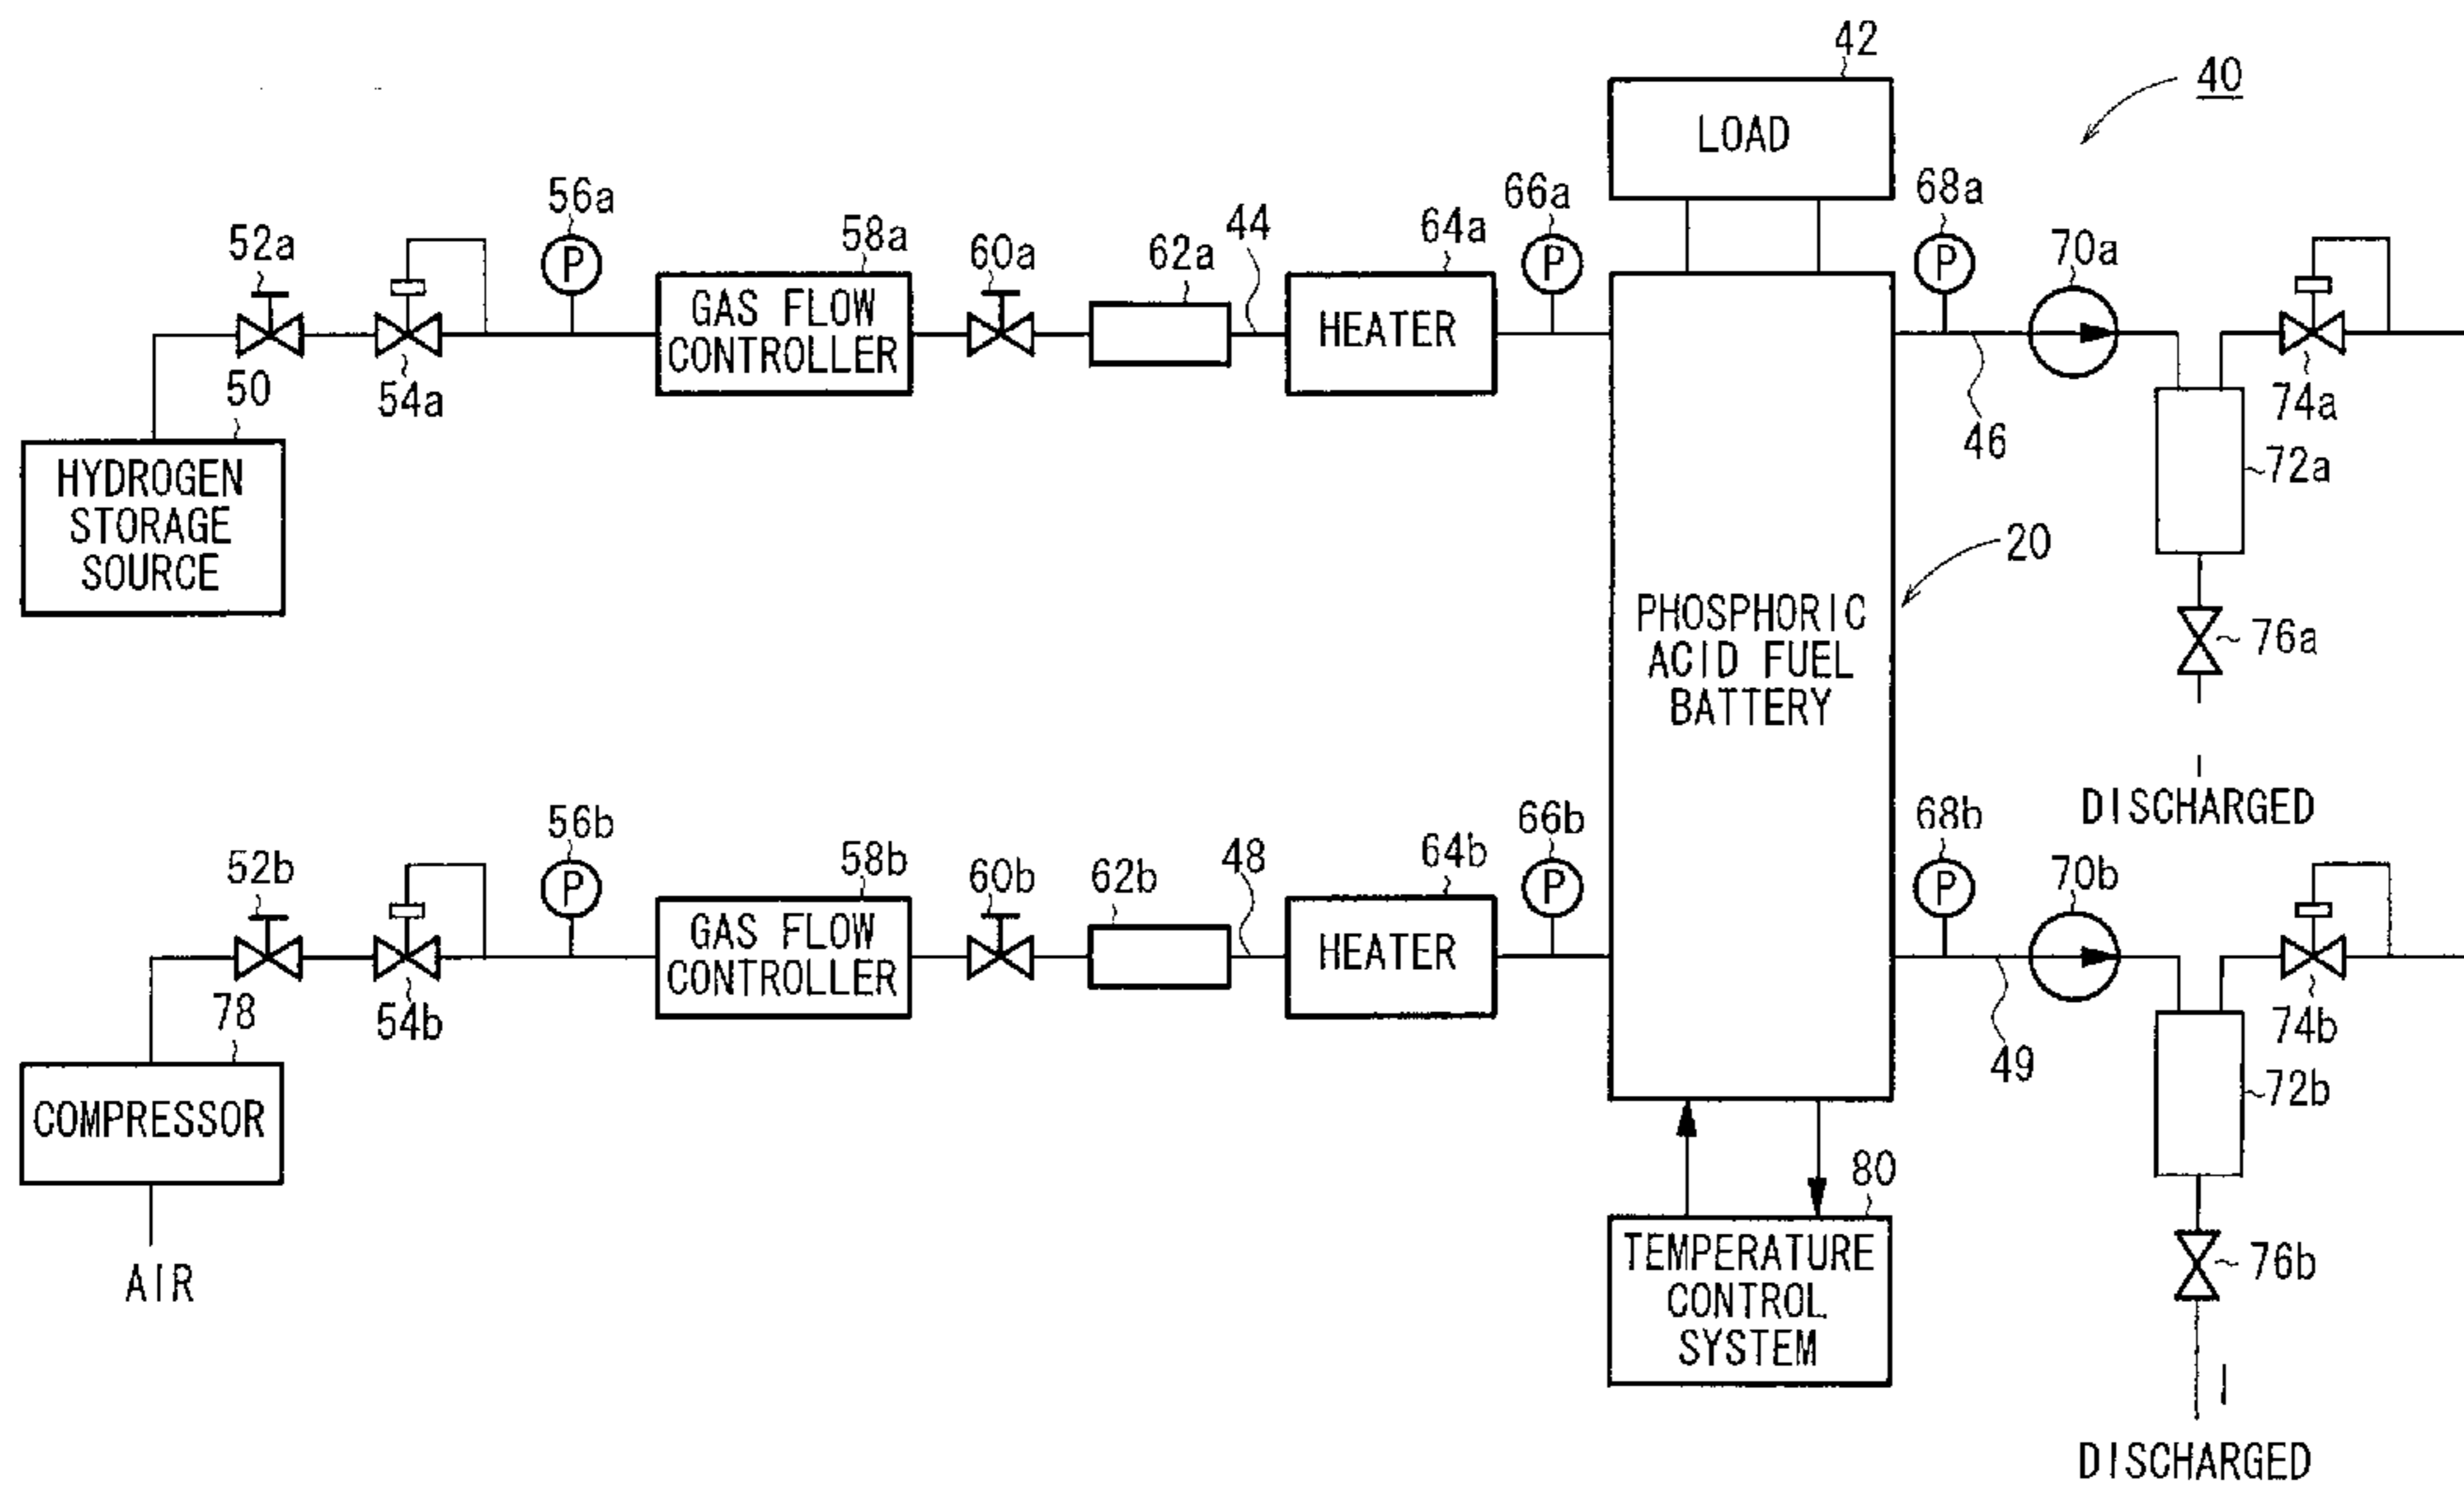 42
40
LOAD
56a
66a
68a
52a
58a
60a
62a
44
64a
70a
P
P
P
GAS FLOW
CONTROLLER
HEATER
50
54a
46
74a
HYDROGEN
STORAGE
SOURCE
72a
20
PHOSPHORIC
ACID FUEL
BATTERY
76a
DISCHARGED
56b
66b
68b
52b
58b
60b
62b
48
64b
70b
P
P
P
GAS FLOW
CONTROLLER
HEATER
78
54b
74b
49
72b
COMPRESSOR
80
AIR
TEMPERATURE
CONTROL
SYSTEM
76b
DISCHARGED